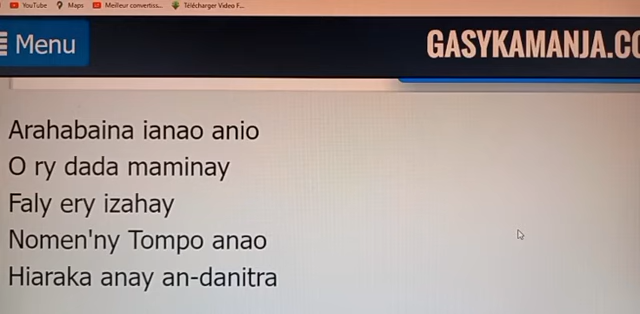 YouTube Maps Meilleur convertiss... Télécharger Video F...
Menu GASYKAMANJA.CO
Arahabaina ianao anio
O ry dada maminay
Faly ery izahay
Nomen'ny Tompo anao
Hiaraka anay an-danitra